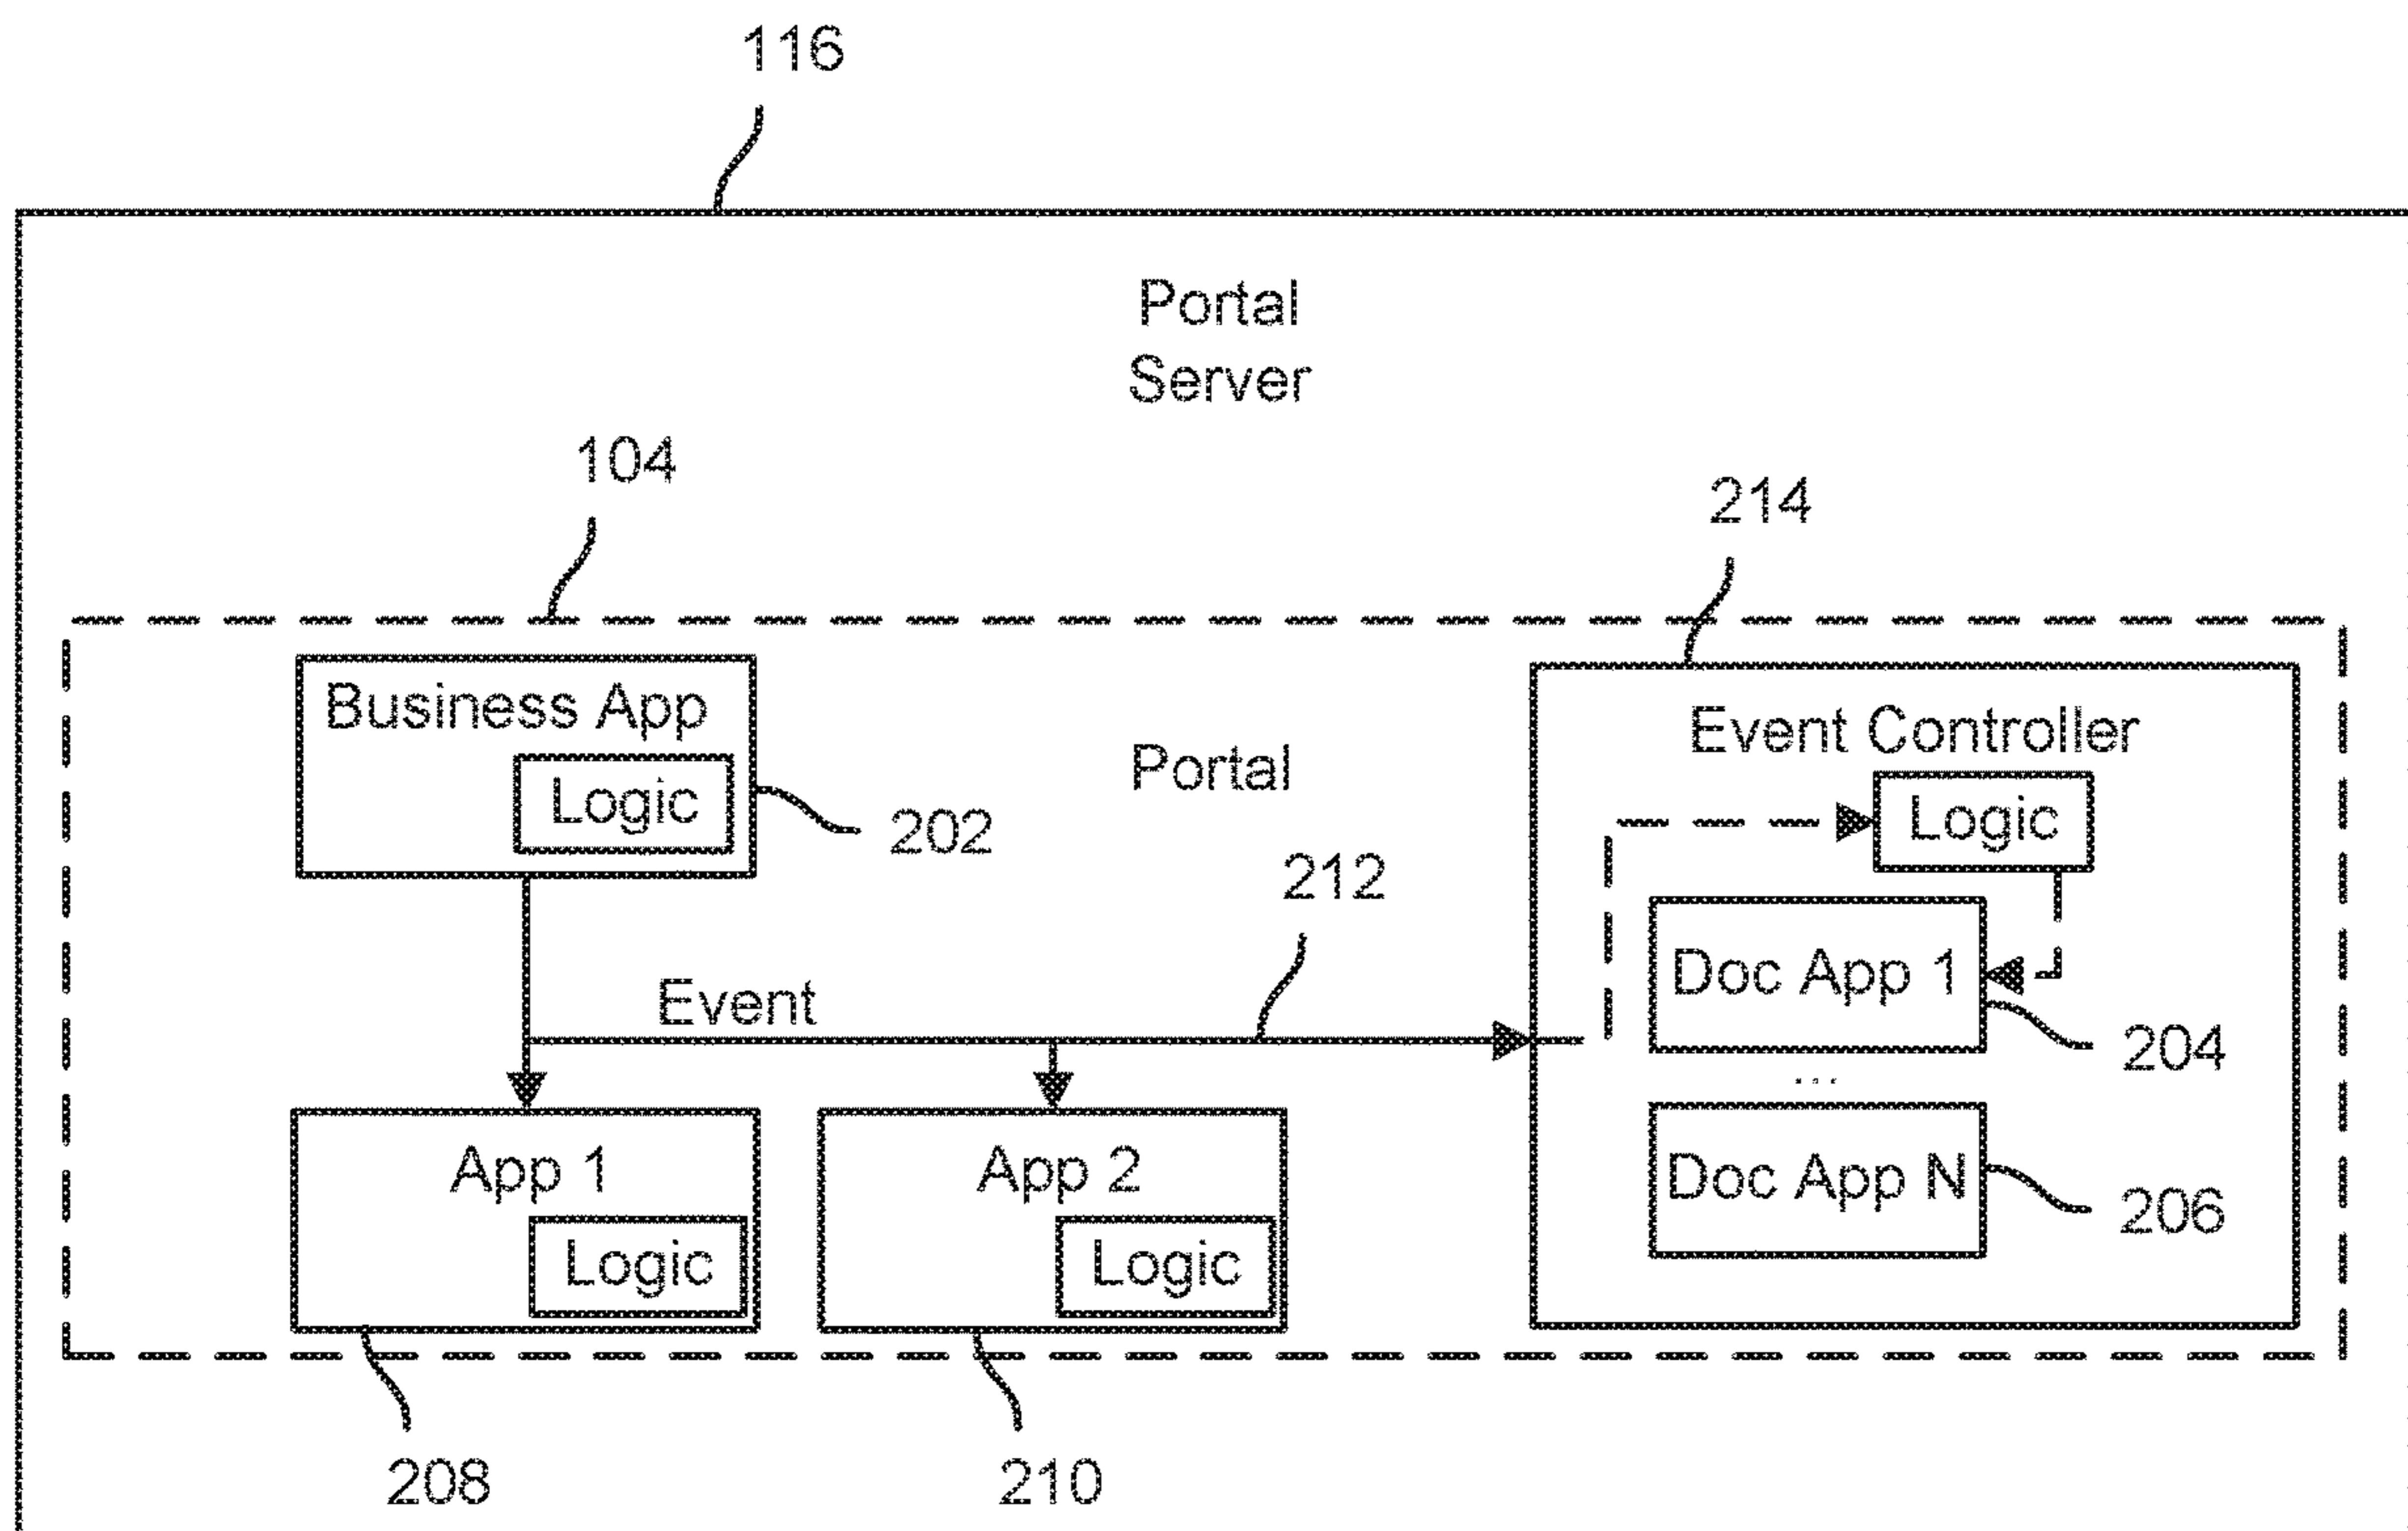 116
Portal
Server
104
214
Business App
Logic
202
Portal
Event Controller
Logic
212
Event
Doc App 1
204
...
Doc App N
206
App 1
Logic
App 2
Logic
208
210